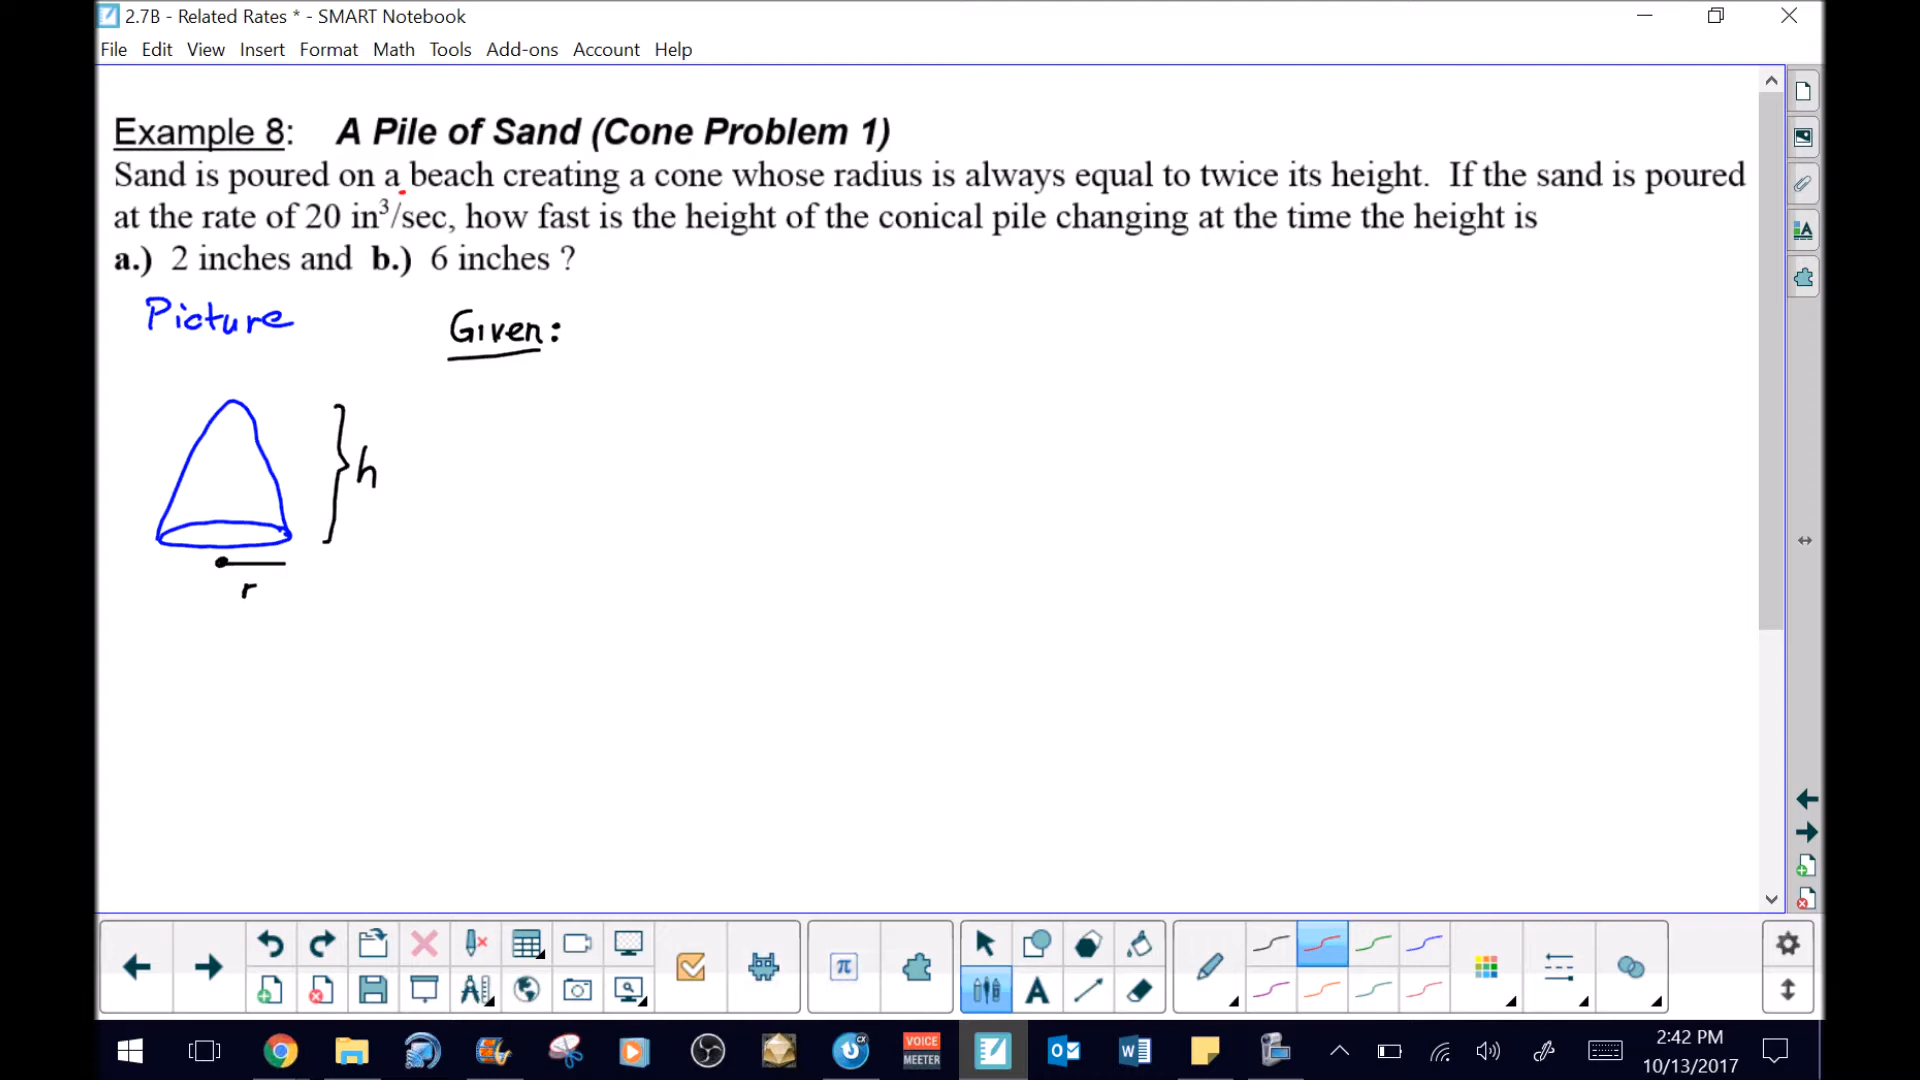 2.7B - Related Rates * - SMART Notebook
File Edit View Insert Format Math Tools Add-ons Account Help
Example 8: A Pile of Sand (Cone Problem 1)
Sand is poured on a beach creating a cone whose radius is always equal to twice its height. If the sand is poured
at the rate of 20 in³/sec, how fast is the height of the conical pile changing at the time the height is
a.) 2 inches and b.) 6 inches ?
Picture
Given:
h
r
π
A
VOICE
MEETER
CX
2:42 PM
10/13/2017